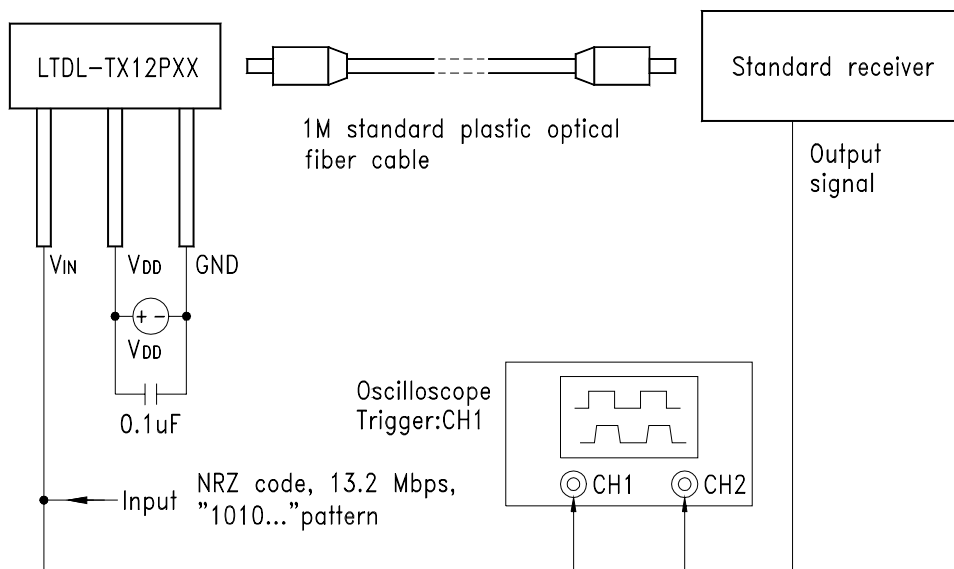 LTDL-TX12PXX
Standard receiver
1M standard plastic optical
fiber cable
Output
signal
VIN
VDD
GND
+ -
VDD
0.1uF
Oscilloscope
Trigger:CH1
CH1
CH2
Input
NRZ code, 13.2 Mbps,
"1010..."pattern